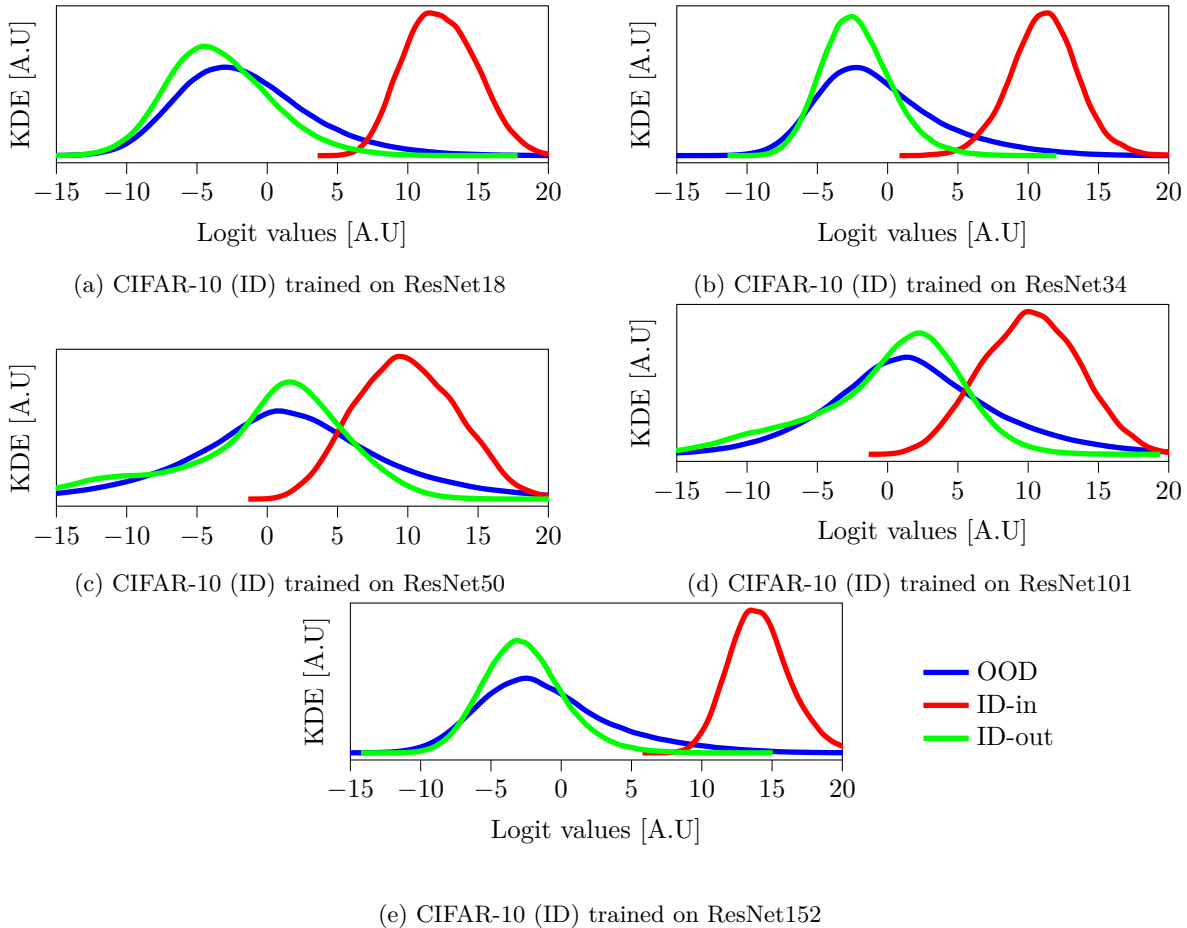 KDE [A.U]
−15 −10 −5 0 5 10 15 20
Logit values [A.U]
(a) CIFAR-10 (ID) trained on ResNet18
KDE [A.U]
−15 −10 −5 0 5 10 15 20
Logit values [A.U]
(b) CIFAR-10 (ID) trained on ResNet34
KDE [A.U]
−15 −10 −5 0 5 10 15 20
(c) CIFAR-10 (ID) trained on ResNet50
KDE [A.U]
−15 −10 −5 0 5 10 15 20
Logit values [A.U]
(d) CIFAR-10 (ID) trained on ResNet101
KDE [A.U]
−15 −10 −5 0 5 10 15 20
Logit values [A.U]
OOD
ID-in
ID-out
(e) CIFAR-10 (ID) trained on ResNet152